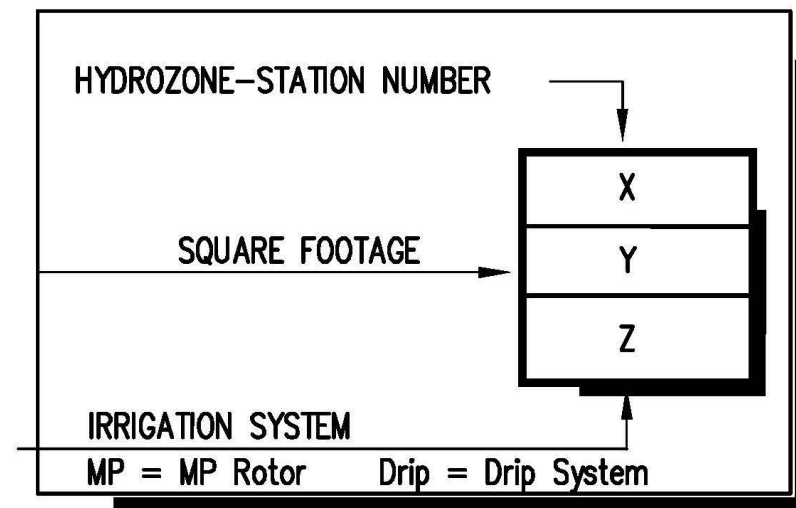 HYDROZONE-STATION NUMBER
X
SQUARE FOOTAGE
Y
Z
IRRIGATION SYSTEM
MP = MP Rotor Drip = Drip System